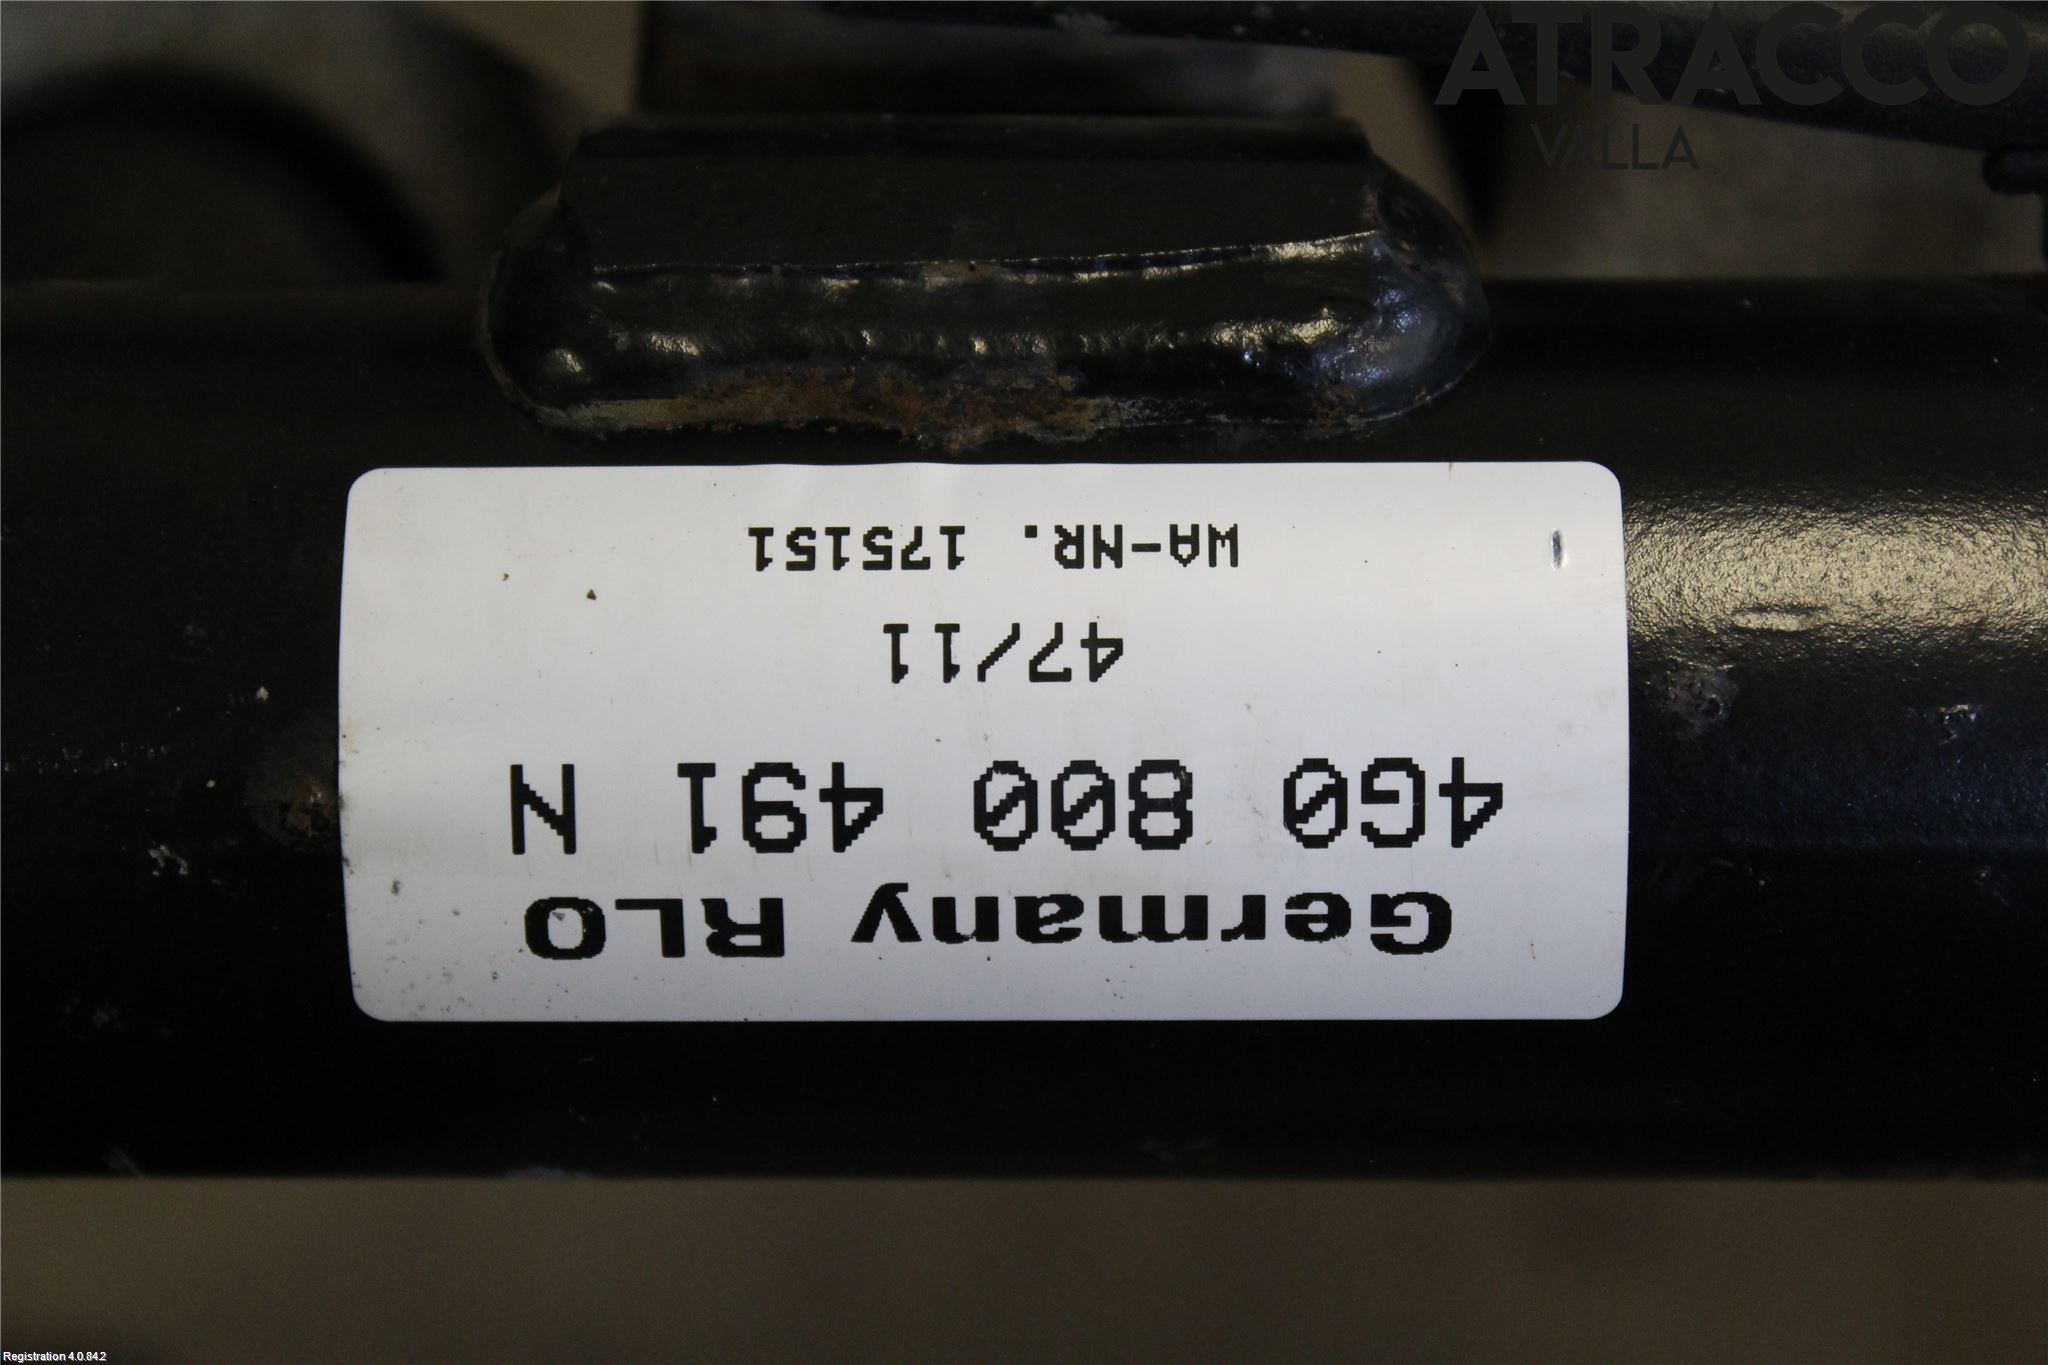 ATRACCO
VALLA
Germany RLO
4G0 800 491 N
47/11
WA-NR. 175151
Registration 4.0.84.2